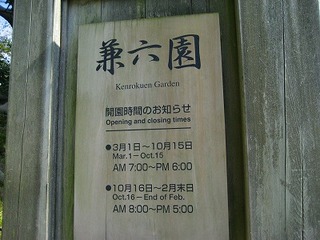 兼六園
Kenrokuen Garden
開園時間のお知らせ
Opening and closing times
●3月1日〜10月15日
Mar.1－Oct.15
AM 7:00〜PM 6:00
●10月16日〜2月末日
Oct.16－End of Feb.
AM 8:00〜PM 5:00